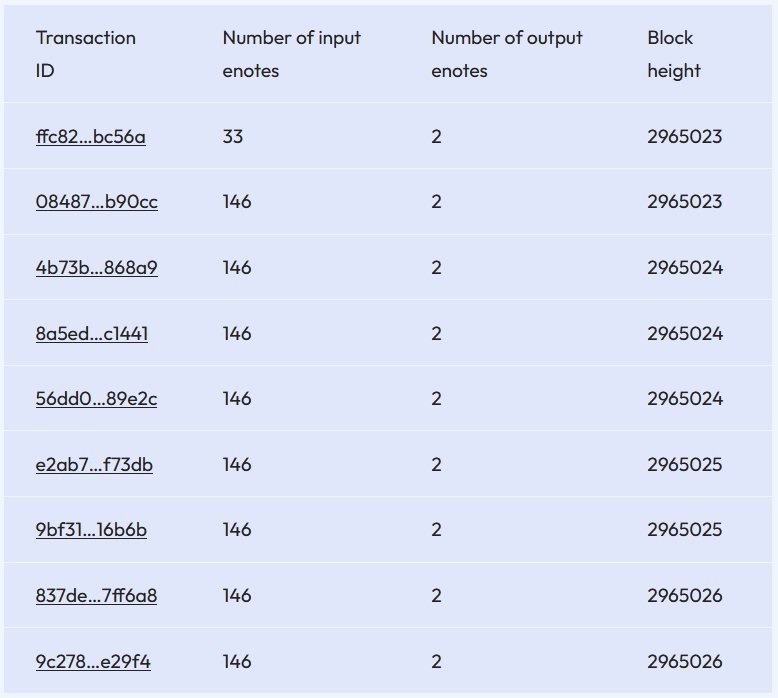 Transaction ID Number of input enotes Number of output enotes Block height
ffc82...bc56a 33 2 2965023
08487...b90cc 146 2 2965023
4b73b...868a9 146 2 2965024
8a5ed...c1441 146 2 2965024
56dd0...89e2c 146 2 2965024
e2ab7...f73db 146 2 2965025
9bf31...16b6b 146 2 2965025
837de...7ff6a8 146 2 2965026
9c278...e29f4 146 2 2965026